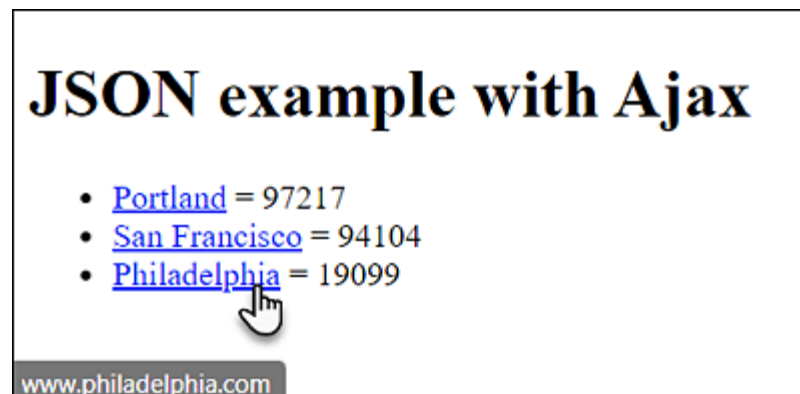 JSON example with Ajax
• Portland = 97217
• San Francisco = 94104
• Philadelphia = 19099
www.philadelphia.com